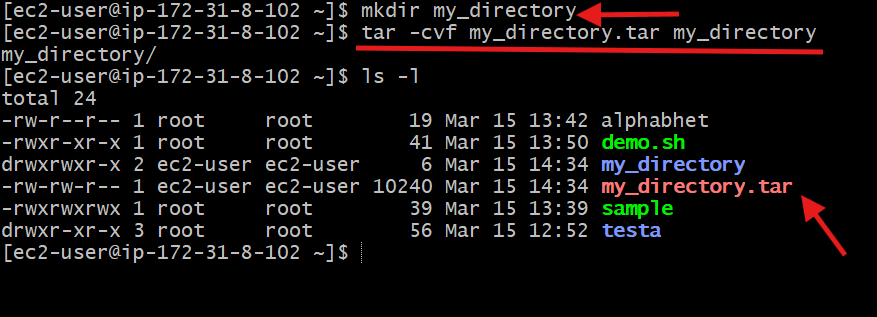 [ec2-user@ip-172-31-8-102 ~]$ mkdir my_directory
[ec2-user@ip-172-31-8-102 ~]$ tar -cvf my_directory.tar my_directory
my_directory/
[ec2-user@ip-172-31-8-102 ~]$ ls -l
total 24
-rw-r--r-- 1 root     root        19 Mar 15 13:42 alphabhet
-rwxr-xr-x 1 root     root        41 Mar 15 13:50 demo.sh
drwxrwxr-x 2 ec2-user ec2-user     6 Mar 15 14:34 my_directory
-rw-rw-r-- 1 ec2-user ec2-user 10240 Mar 15 14:34 my_directory.tar
-rwxrwxrwx 1 root     root        39 Mar 15 13:39 sample
drwxr-xr-x 3 root     root        56 Mar 15 12:52 testa
[ec2-user@ip-172-31-8-102 ~]$